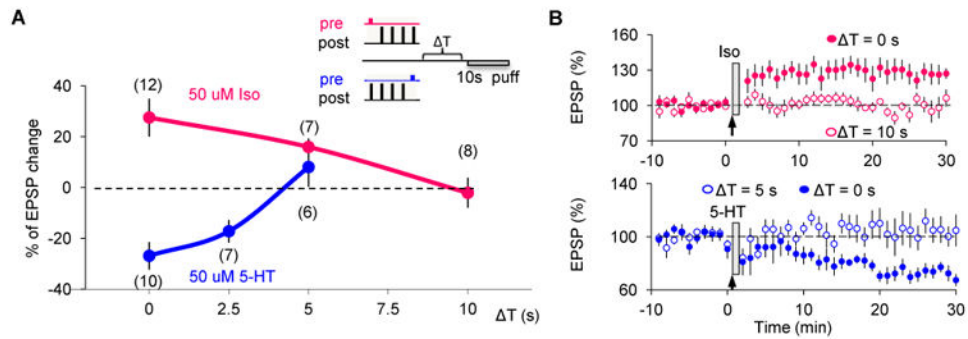 A
pre
post
ΔT
10s puff
pre
post
% of EPSP change
40
20
0
-20
-40
(12)
50 uM Iso
(7)
(8)
(6)
(7)
(10)
50 uM 5-HT
0 2.5 5 10 ΔT (s)
B
EPSP (%)
160
130
100
70
Iso
ΔT = 0 s
ΔT = 10 s
-10 0 10 20 30
EPSP (%)
140
100
60
ΔT = 5 s ΔT = 0 s
5-HT
-10 0 10 20 30
Time (min)